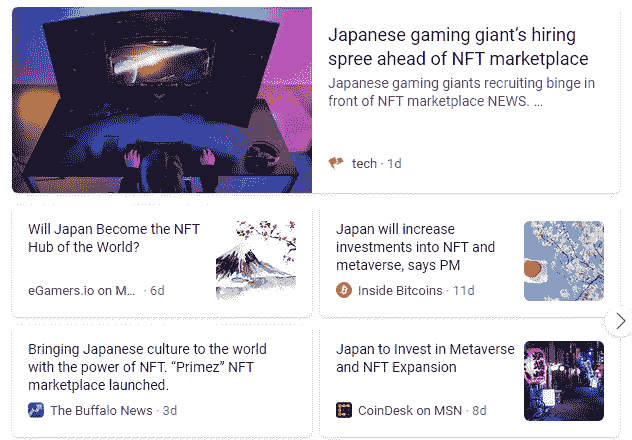 Japanese gaming giant's hiring
spree ahead of NFT marketplace
Japanese gaming giants recruiting binge in
front of NFT marketplace NEWS. ...
tech · 1d
Will Japan Become the NFT
Hub of the World?
eGamers.io on M... · 6d
Japan will increase
investments into NFT and
metaverse, says PM
Inside Bitcoins · 11d
Bringing Japanese culture to the world
with the power of NFT. “Primez” NFT
marketplace launched.
The Buffalo News · 3d
Japan to Invest in Metaverse
and NFT Expansion
CoinDesk on MSN · 8d